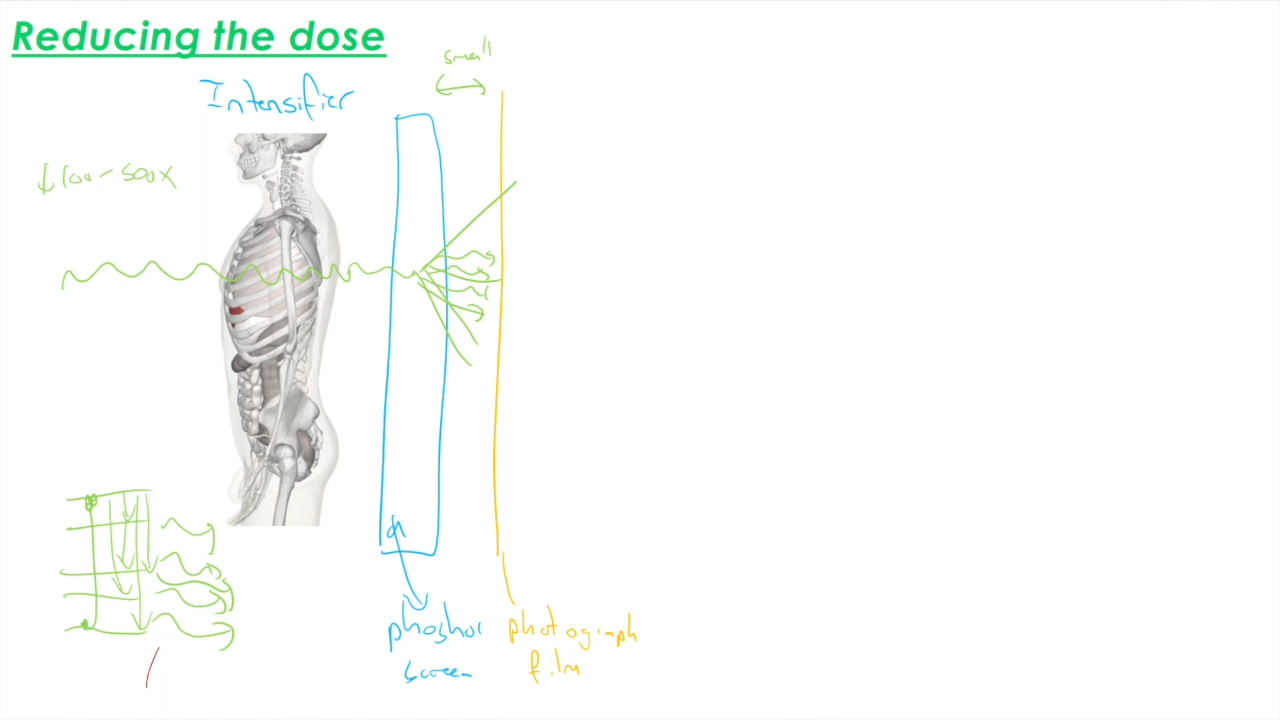 Reducing the dose
small
Intensifier
↓100-500x
phosphor
screen
photograph
film